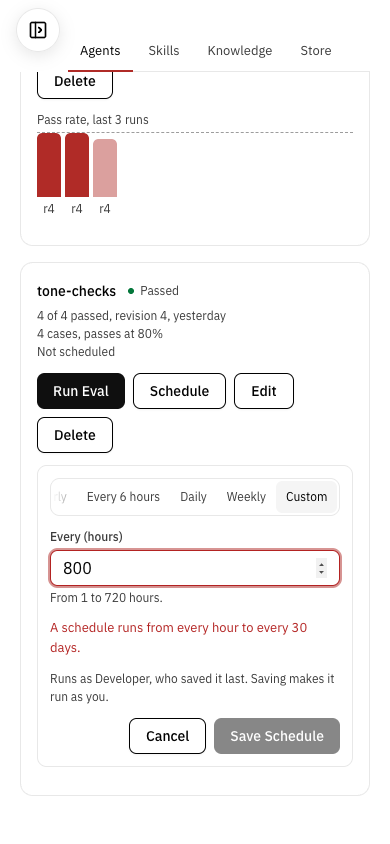 Agents Skills Knowledge Store
Delete
Pass rate, last 3 runs
r4 r4 r4
tone-checks Passed
4 of 4 passed, revision 4, yesterday
4 cases, passes at 80%
Not scheduled
Run Eval Schedule Edit
Delete
Every 6 hours Daily Weekly Custom
Every (hours)
800
From 1 to 720 hours.
A schedule runs from every hour to every 30
days.
Runs as Developer, who saved it last. Saving makes it
run as you.
Cancel Save Schedule